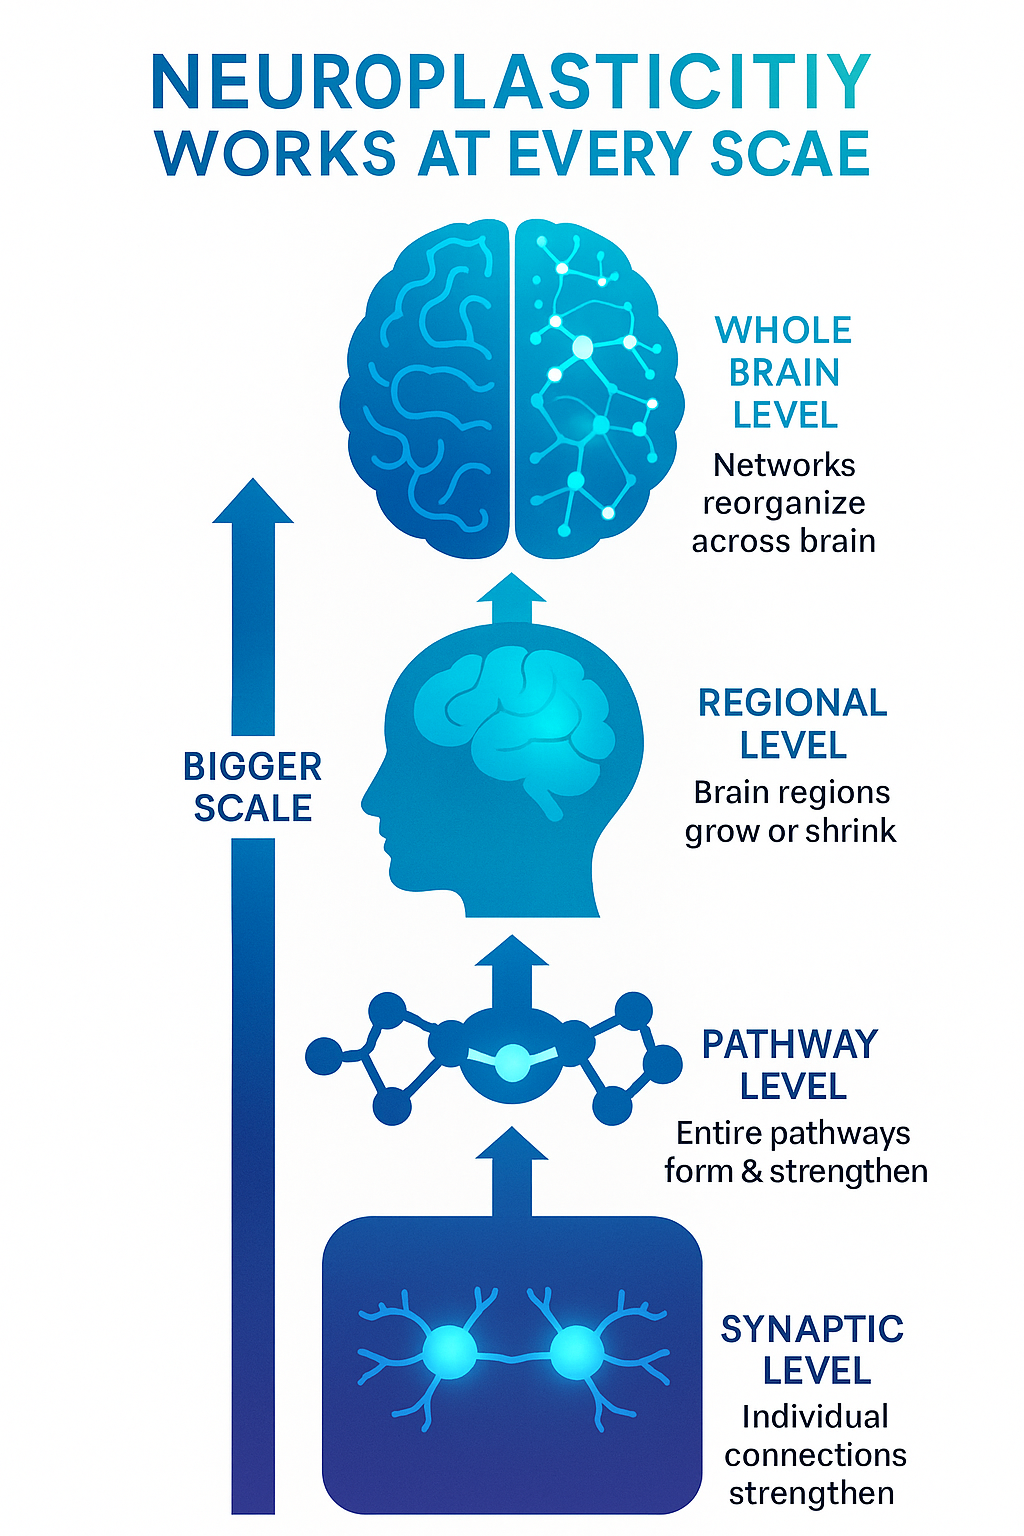 NEUROPLASTICITIY
WORKS AT EVERY SCAE
WHOLE
BRAIN
LEVEL
Networks
reorganize
across brain
REGIONAL
LEVEL
Brain regions
grow or shrink
BIGGER
SCALE
PATHWAY
LEVEL
Entire pathways
form & strengthen
SYNAPTIC
LEVEL
Individual
connections
strengthen